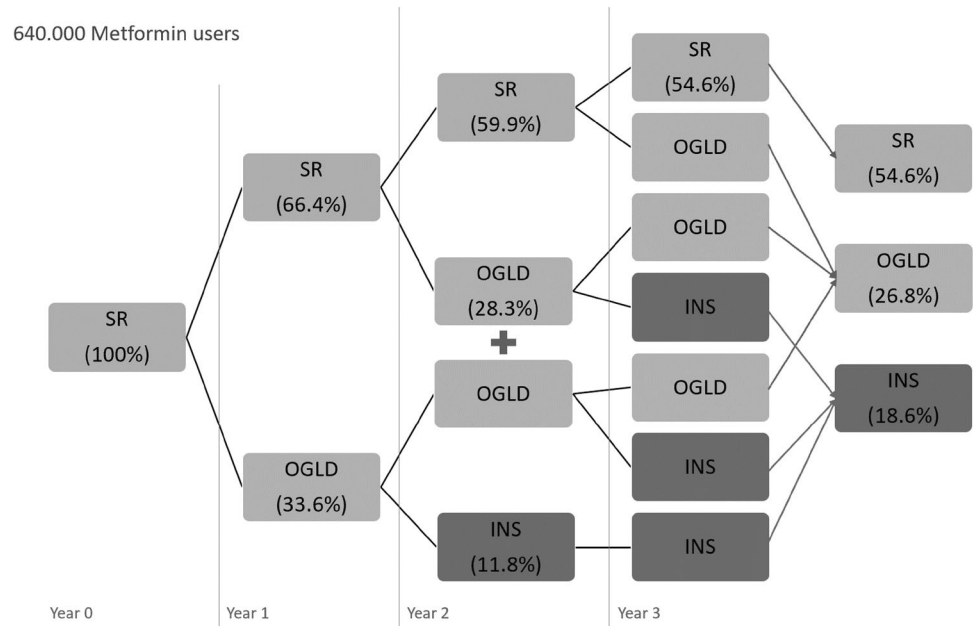 640.000 Metformin users
SR
(100%)
SR
(66.4%)
OGLD
(33.6%)
SR
(59.9%)
OGLD
(28.3%)
+
OGLD
INS
(11.8%)
SR
(54.6%)
OGLD
OGLD
INS
OGLD
INS
INS
SR
(54.6%)
OGLD
(26.8%)
INS
(18.6%)
Year 0
Year 1
Year 2
Year 3